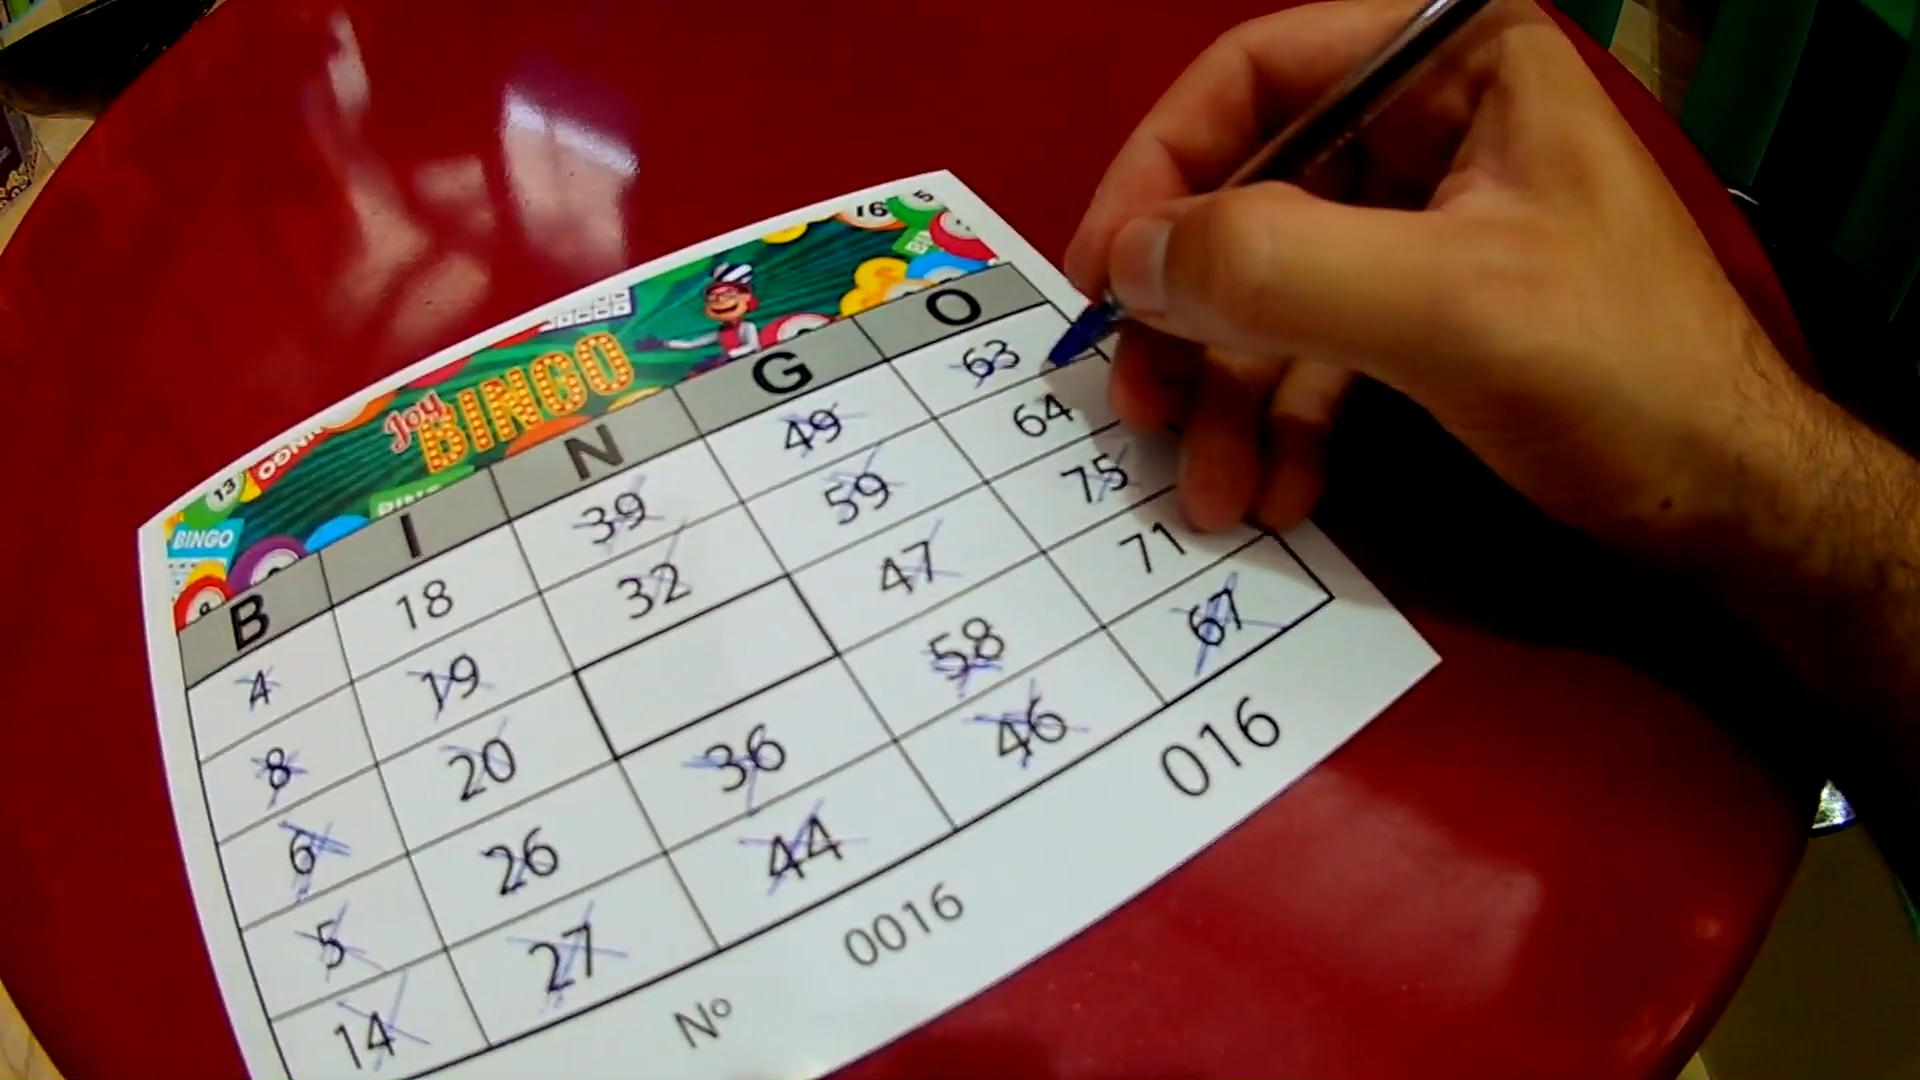 16 5
Joy
BINGO
13
BINGO
B I N G O
4 18 39 49 63
8 19 32 59 64
6 20 47 75
5 26 36 58 71
14 27 44 46 67
Nº 0016 016